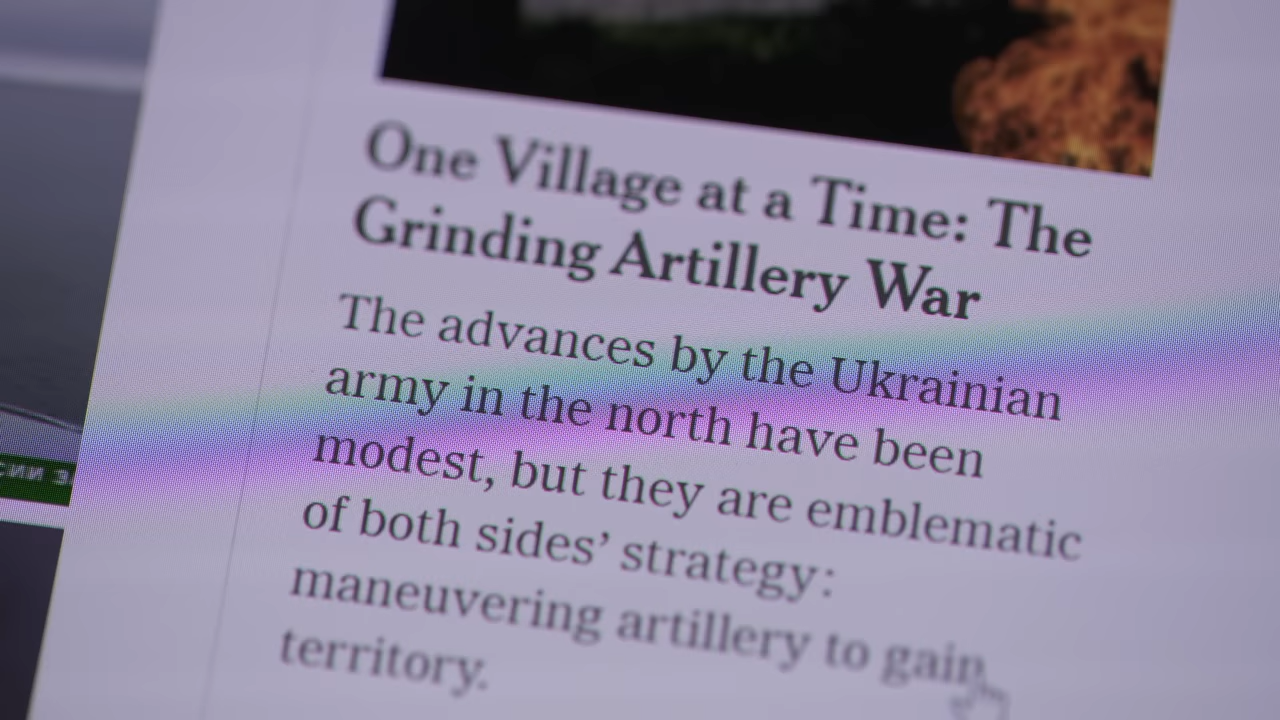 One Village at a Time: The
Grinding Artillery War
The advances by the Ukrainian
army in the north have been
modest, but they are emblematic
of both sides’ strategy:
maneuvering artillery to gain
territory.